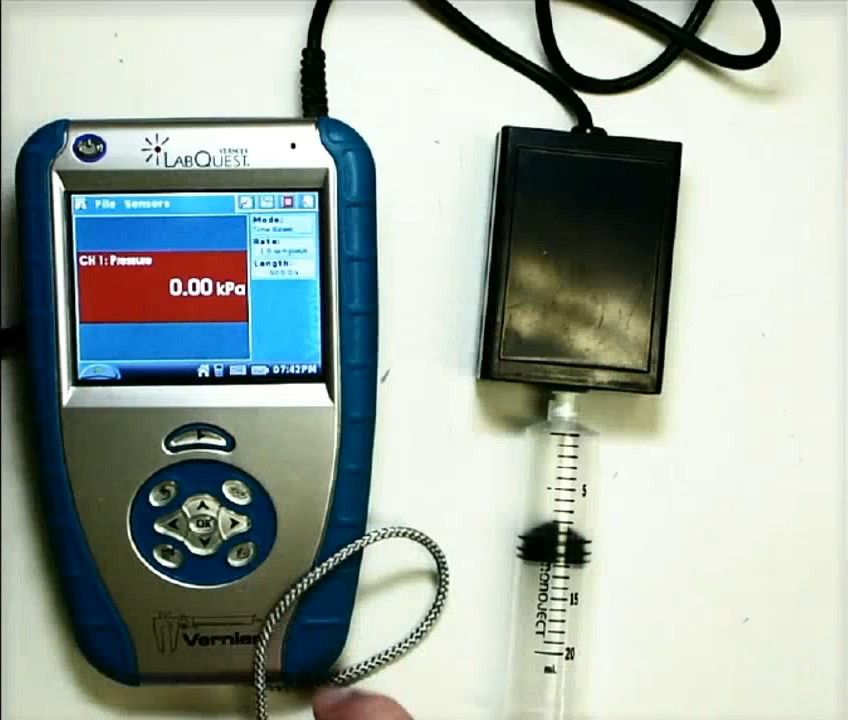 VERNIER
LABQUEST
File Sensors
Mode:
Time Based
Rate:
Length:
CH 1: Pressure
0.00 kPa
07:42PM
OK
Vernier
5
15
20
mL
MONOJECT